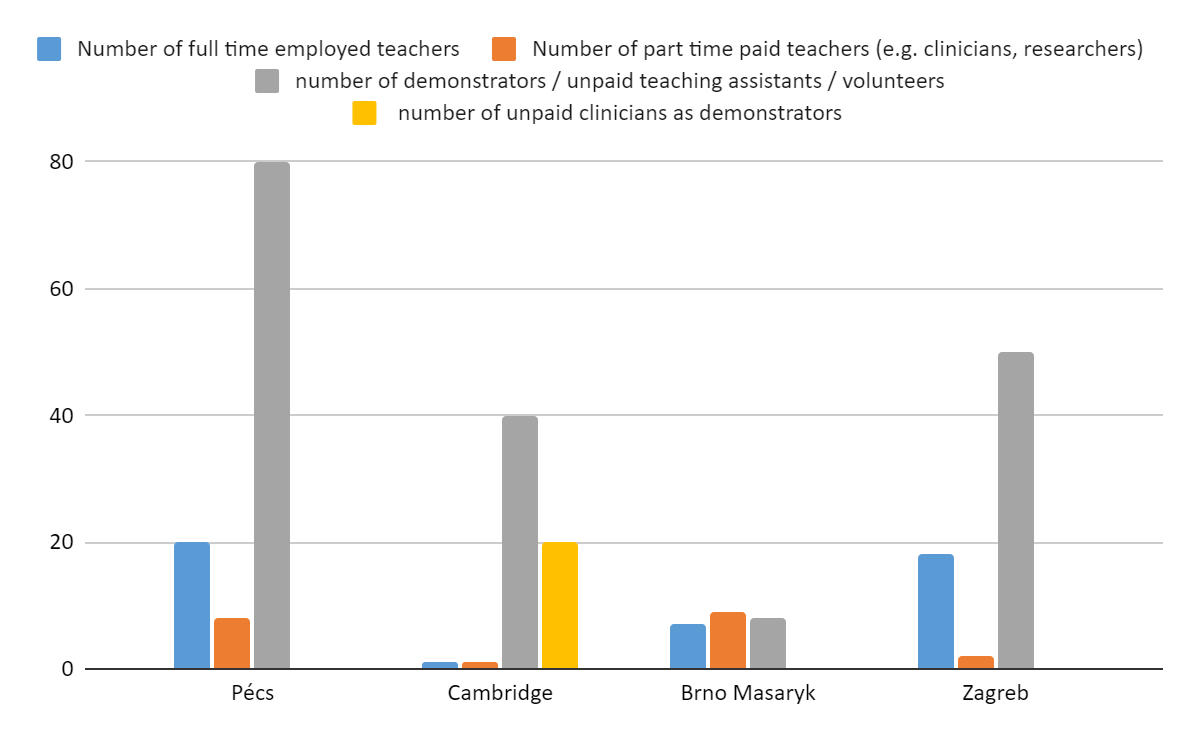 Number of full time employed teachers Number of part time paid teachers (e.g. clinicians, researchers)
number of demonstrators / unpaid teaching assistants / volunteers
number of unpaid clinicians as demonstrators
80
60
40
20
0
Pécs Cambridge Brno Masaryk Zagreb